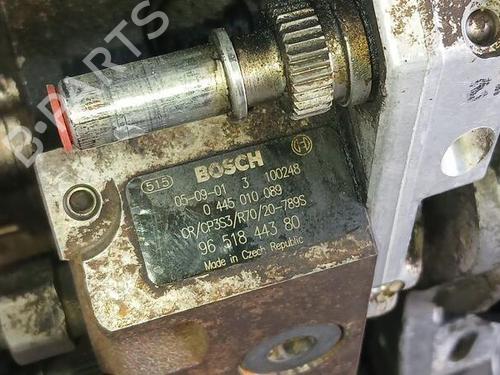 B-PARTS
515 BOSCH
05-09-01 3 100248
0 445 010 089
CR/CP3S3/R70/20-789S
96 518 443 80
Made in Czech Republic